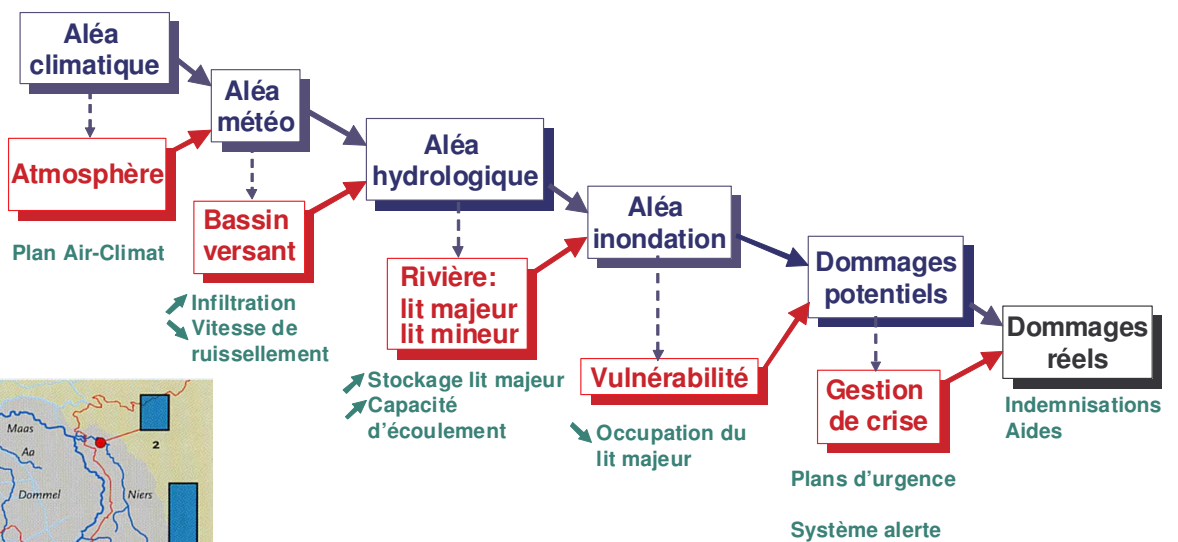 Aléa
climatique
Aléa
météo
Atmosphère
Plan Air-Climat
Aléa
hydrologique
Bassin
versant
Infiltration
Vitesse de
ruissellement
Aléa
inondation
Rivière:
lit majeur
lit mineur
Stockage lit majeur
Capacité
d'écoulement
Dommages
potentiels
Vulnérabilité
Occupation du
lit majeur
Dommages
réels
Indemnisations
Aides
Gestion
de crise
Plans d'urgence
Système alerte
Maas
Aa
Dommel
Niers
2